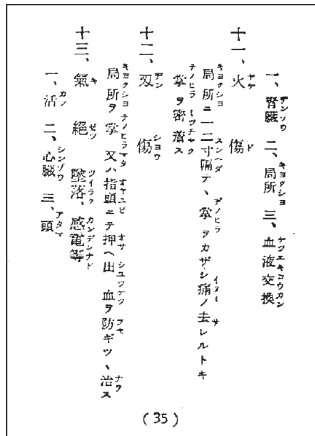 一、腎臓 二、局所 三、血液交換
十一、火傷
局所ニ一二寸隔テ、掌ヲカザシ痛ノ去レルトキ
掌ヲ密着ス
十二、刄傷
局所ヲ掌又ハ指頭ニテ押ヘ出血ヲ防ギツヽ治ス
十三、氣絕 墜落、感電等
一、活 二、心臓 三、頭
(35)